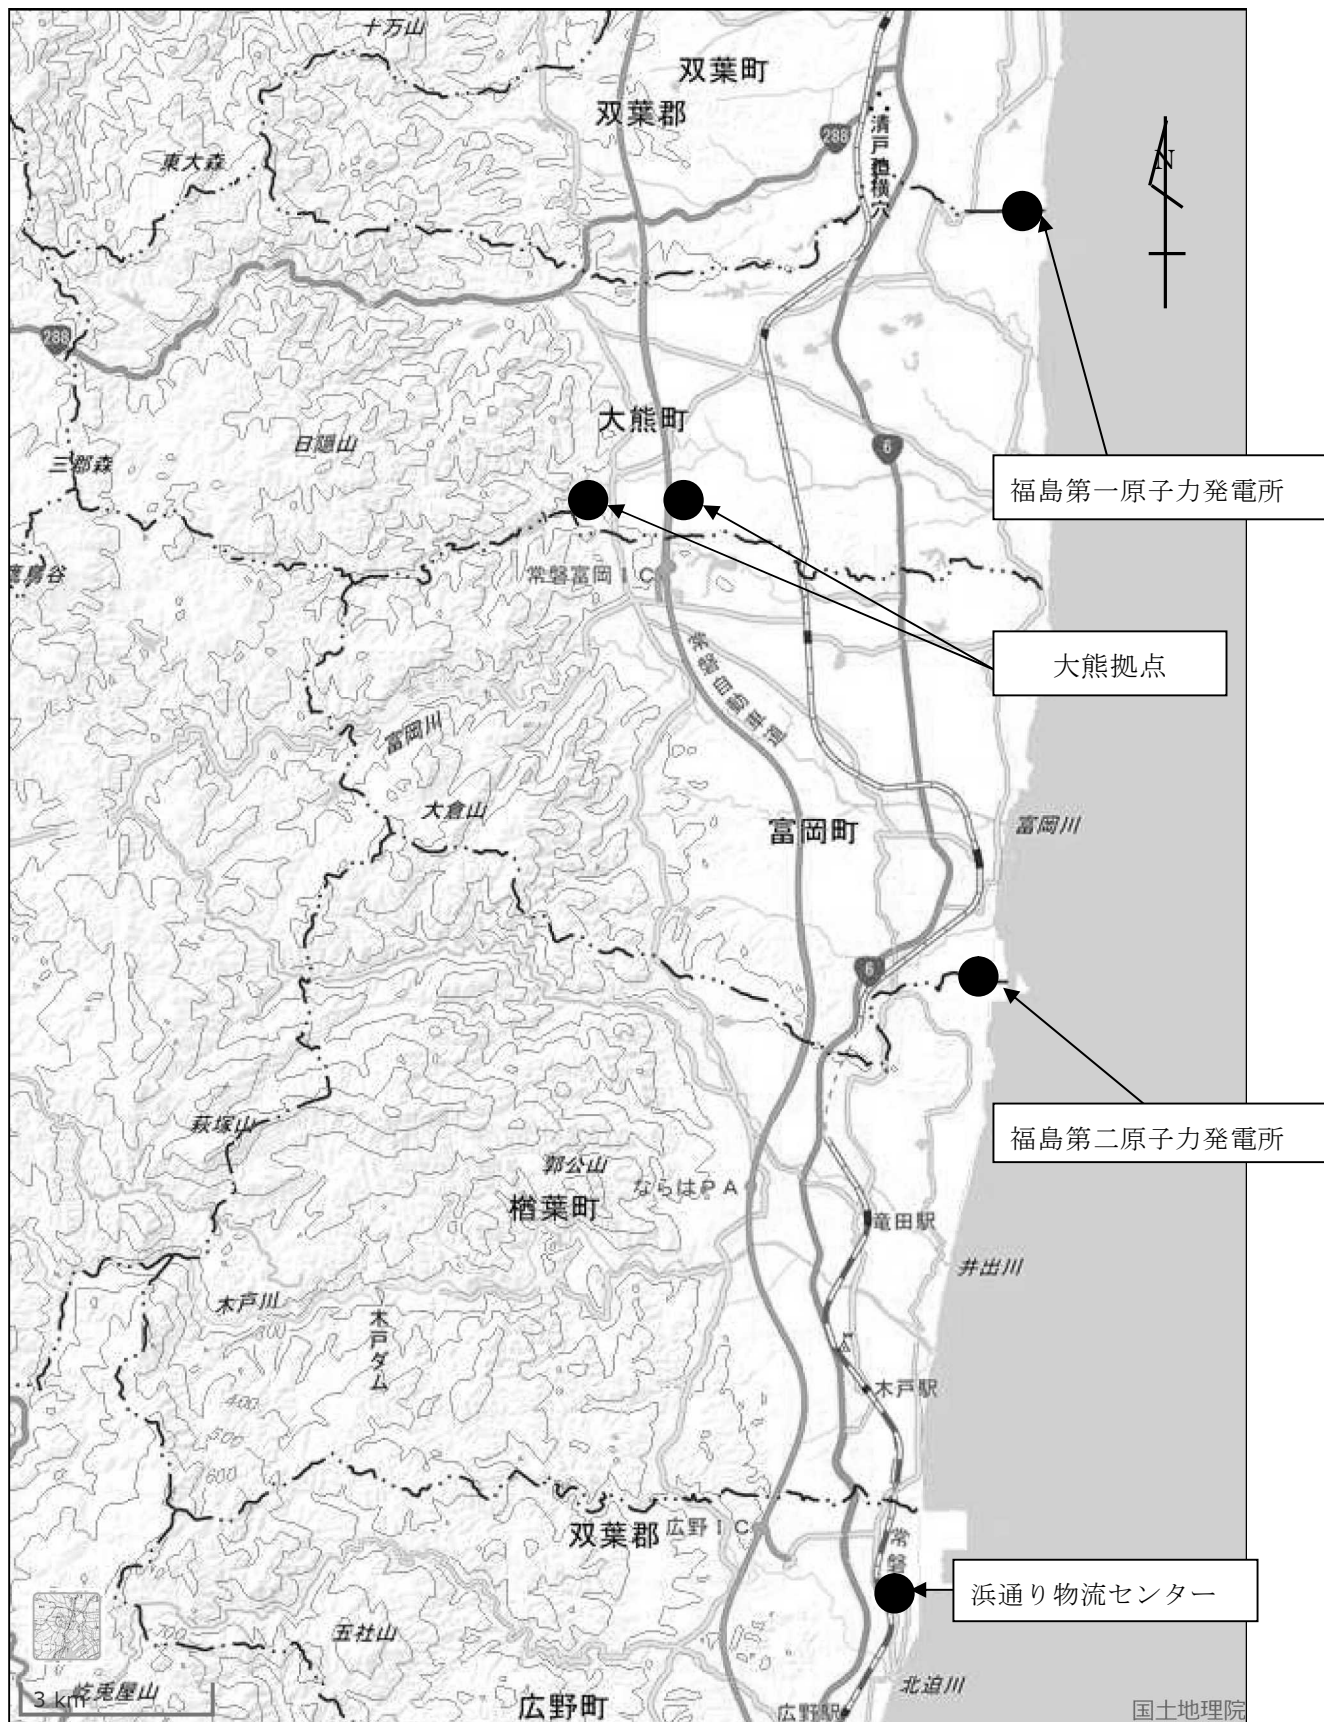 十万山
双葉町
双葉郡
288
清戸廹横穴
東大森
N
288
大熊町
日隠山
三郡森
6
福島第一原子力発電所
常磐富岡IC
大熊拠点
常磐自動車道
富岡川
大倉山
富岡町
富岡川
6
萩塚山
福島第二原子力発電所
郭公山
ならはPA
楢葉町
竜田駅
井出川
木戸川
木戸ダム
木戸駅
400
500
600
双葉郡
広野IC
常磐
浜通り物流センター
700
五社山
北迫川
3 km
屹兎屋山
広野町
広野駅
国土地理院